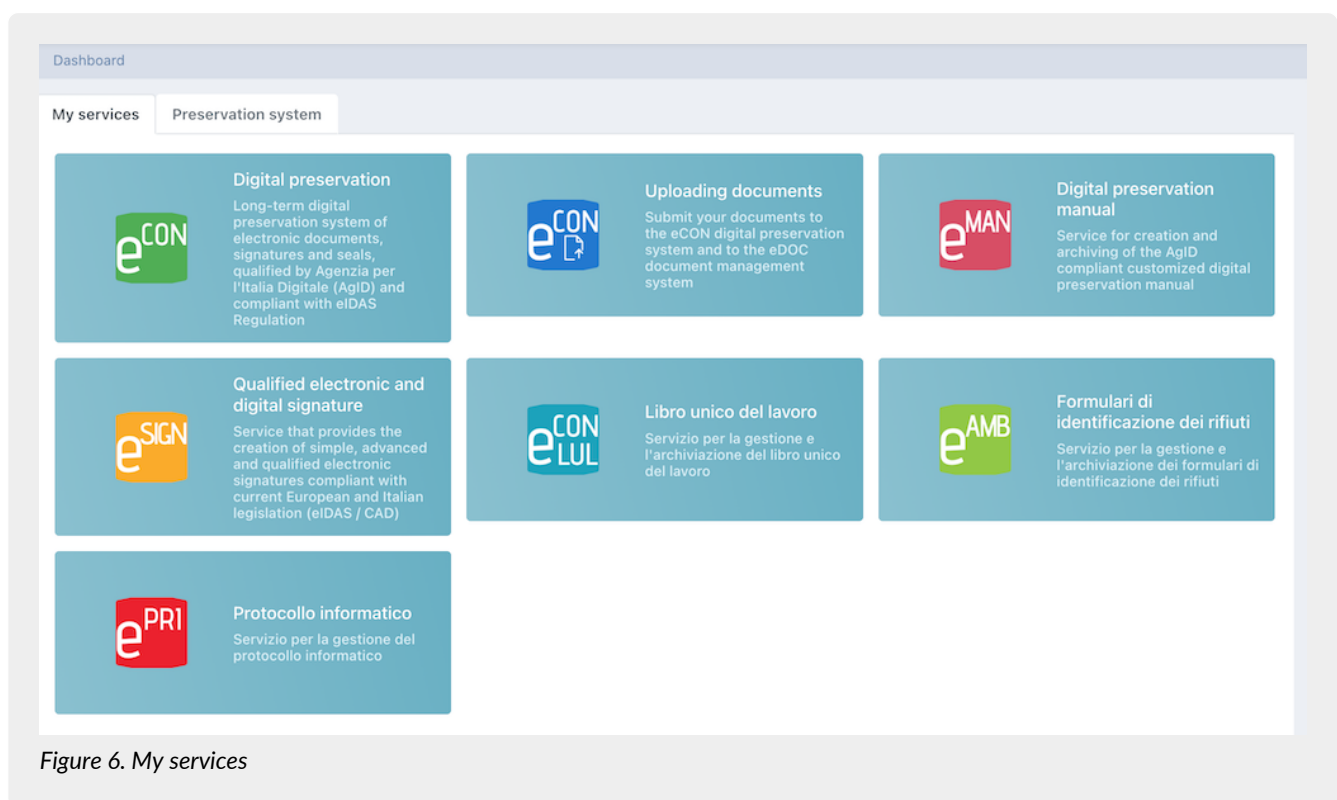 Dashboard
My services
Preservation system
eCON
Digital preservation
Long-term digital
preservation system of
electronic documents,
signatures and seals,
qualified by Agenzia per
l'Italia Digitale (AgID) and
compliant with eIDAS
Regulation
eCON
Uploading documents
Submit your documents to
the eCON digital preservation
system and to the eDOC
document management
system
eMAN
Digital preservation
manual
Service for creation and
archiving of the AgID
compliant customized digital
preservation manual
eSIGN
Qualified electronic and
digital signature
Service that provides the
creation of simple, advanced
and qualified electronic
signatures compliant with
current European and Italian
legislation (eIDAS / CAD)
eCON
LUL
Libro unico del lavoro
Servizio per la gestione e
l'archiviazione del libro unico
del lavoro
eAMB
Formulari di
identificazione dei rifiuti
Servizio per la gestione e
l'archiviazione dei formulari di
identificazione dei rifiuti
ePRI
Protocollo informatico
Servizio per la gestione del
protocollo informatico
Figure 6. My services